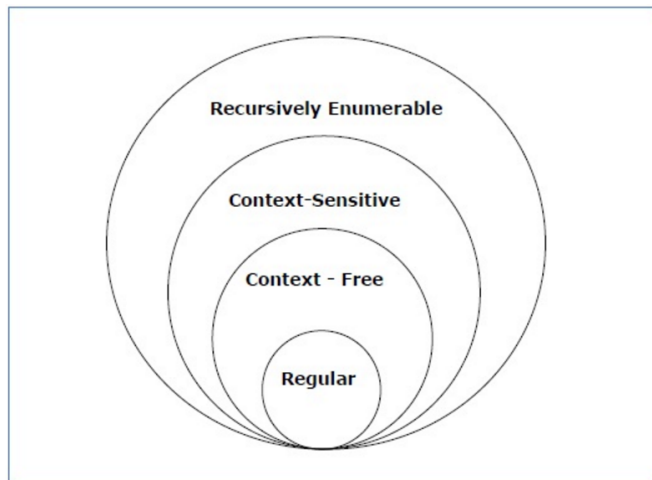 Recursively Enumerable
Context-Sensitive
Context - Free
Regular